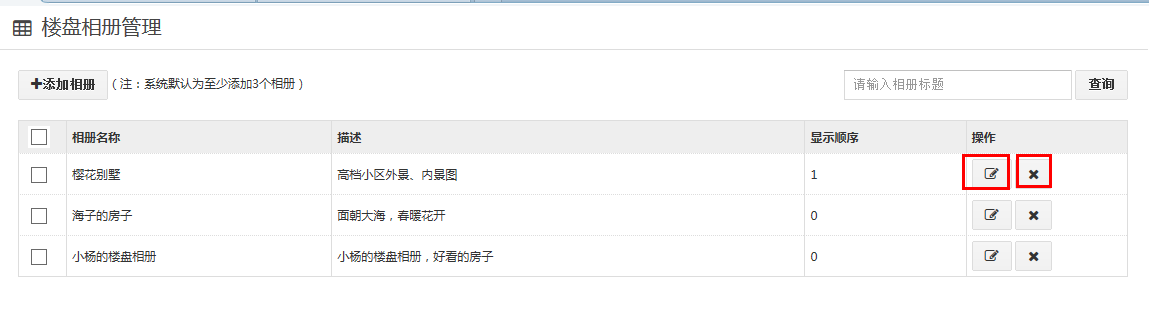 楼盘相册管理
添加相册 (注：系统默认为至少添加3个相册) 请输入相册标题 查询
相册名称 描述 显示顺序 操作
樱花别墅 高档小区外景、内景图 1
海子的房子 面朝大海，春暖花开 0
小杨的楼盘相册 小杨的楼盘相册，好看的房子 0